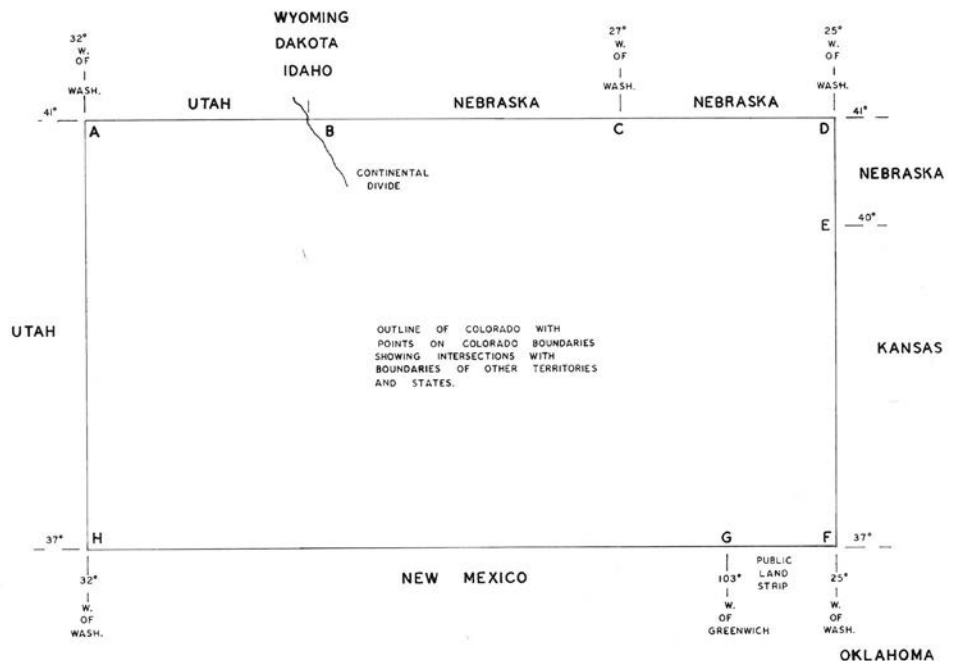 WYOMING
DAKOTA
IDAHO
32°
W.
OF
WASH.
27°
W.
OF
WASH.
25°
W.
OF
WASH.
UTAH
NEBRASKA
NEBRASKA
41°
41°
A
B
C
D
CONTINENTAL
DIVIDE
NEBRASKA
40°
E
UTAH
OUTLINE OF COLORADO WITH
POINTS ON COLORADO BOUNDARIES
SHOWING INTERSECTIONS WITH
BOUNDARIES OF OTHER TERRITORIES
AND STATES.
KANSAS
37°
H
G
F
37°
NEW MEXICO
PUBLIC
LAND
STRIP
32°
W.
OF
WASH.
103°
W.
OF
GREENWICH
25°
W.
OF
WASH.
OKLAHOMA